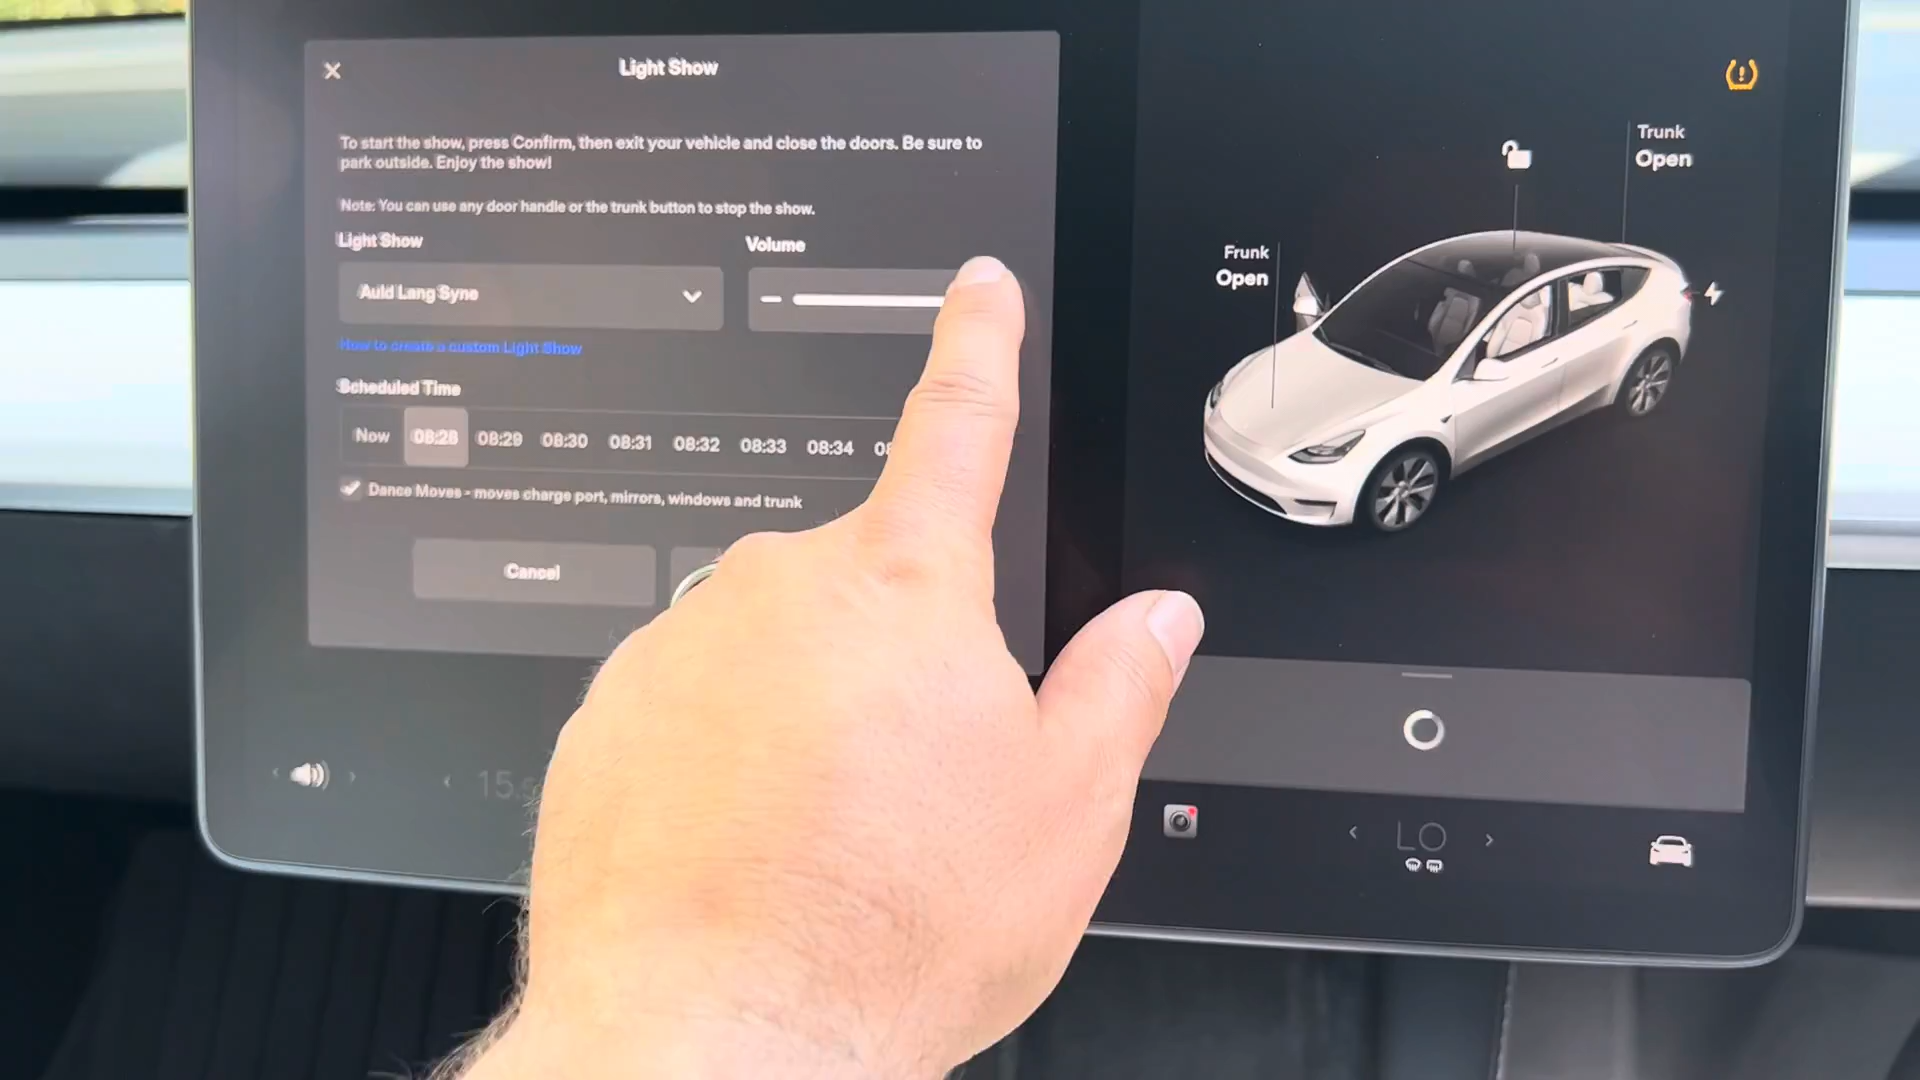 Light Show
To start the show, press Confirm, then exit your vehicle and close the doors. Be sure to
park outside. Enjoy the show!
Note: You can use any door handle or the trunk button to stop the show.
Light Show
Volume
Auld Lang Syne
How to create a custom Light Show
Scheduled Time
Now 08:28 08:29 08:30 08:31 08:32 08:33 08:34
Dance Moves - moves charge port, mirrors, windows and trunk
Cancel
Trunk
Open
Frunk
Open
LO